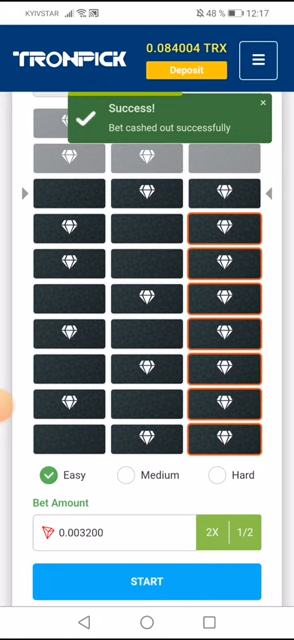 KYIVSTAR 48 % 12:17
TRONPICK
0.084004 TRX
Deposit
Success!
×
Bet cashed out successfully
Easy Medium Hard
Bet Amount
0.003200 2X 1/2
START